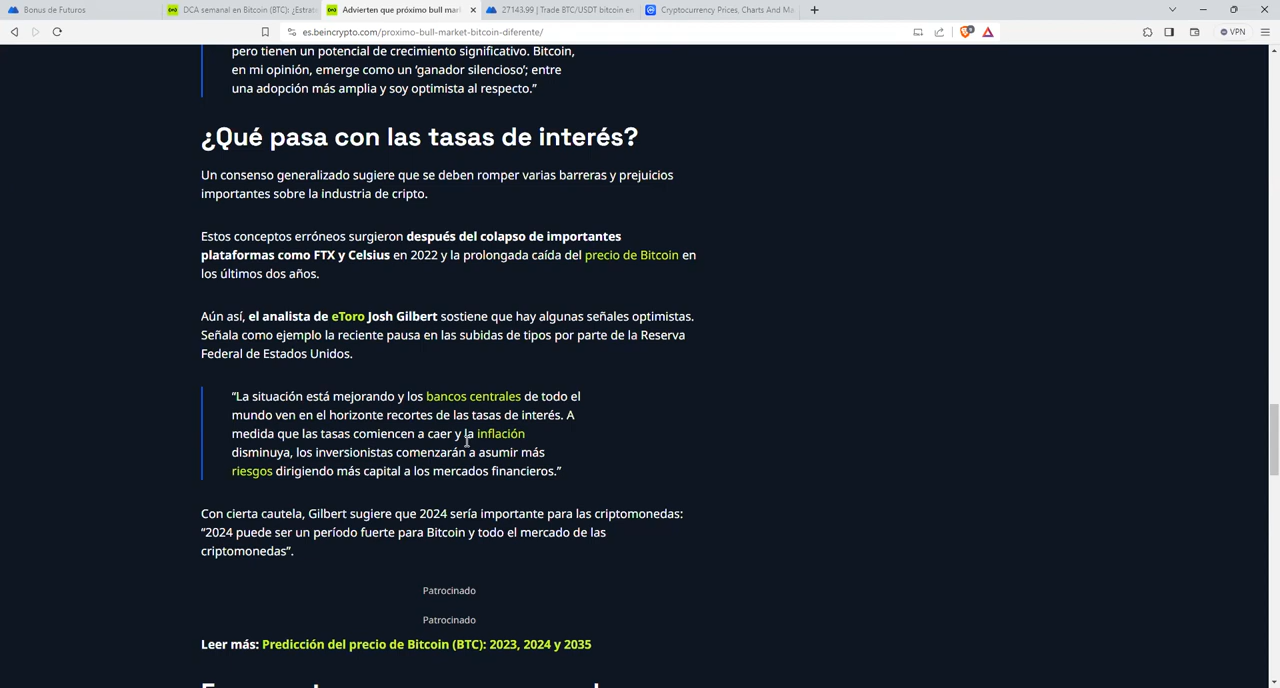 Bonus de Futuros
DCA semanal en Bitcoin (BTC): ¿Estrat
Advierten que próximo bull mar
27143.99 | Trade BTC/USDT bitcoin en
Cryptocurrency Prices, Charts And Ma
es.beincrypto.com/proximo-bull-market-bitcoin-diferente/
VPN
pero tienen un potencial de crecimiento significativo. Bitcoin,
en mi opinión, emerge como un ‘ganador silencioso’; entre
una adopción más amplia y soy optimista al respecto.”
¿Qué pasa con las tasas de interés?
Un consenso generalizado sugiere que se deben romper varias barreras y prejuicios
importantes sobre la industria de cripto.
Estos conceptos erróneos surgieron después del colapso de importantes
plataformas como FTX y Celsius en 2022 y la prolongada caída del precio de Bitcoin en
los últimos dos años.
Aún así, el analista de eToro Josh Gilbert sostiene que hay algunas señales optimistas.
Señala como ejemplo la reciente pausa en las subidas de tipos por parte de la Reserva
Federal de Estados Unidos.
“La situación está mejorando y los bancos centrales de todo el
mundo ven en el horizonte recortes de las tasas de interés. A
medida que las tasas comiencen a caer y la inflación
disminuya, los inversionistas comenzarán a asumir más
riesgos dirigiendo más capital a los mercados financieros.”
Con cierta cautela, Gilbert sugiere que 2024 sería importante para las criptomonedas:
“2024 puede ser un período fuerte para Bitcoin y todo el mercado de las
criptomonedas”.
Patrocinado
Patrocinado
Leer más: Predicción del precio de Bitcoin (BTC): 2023, 2024 y 2035